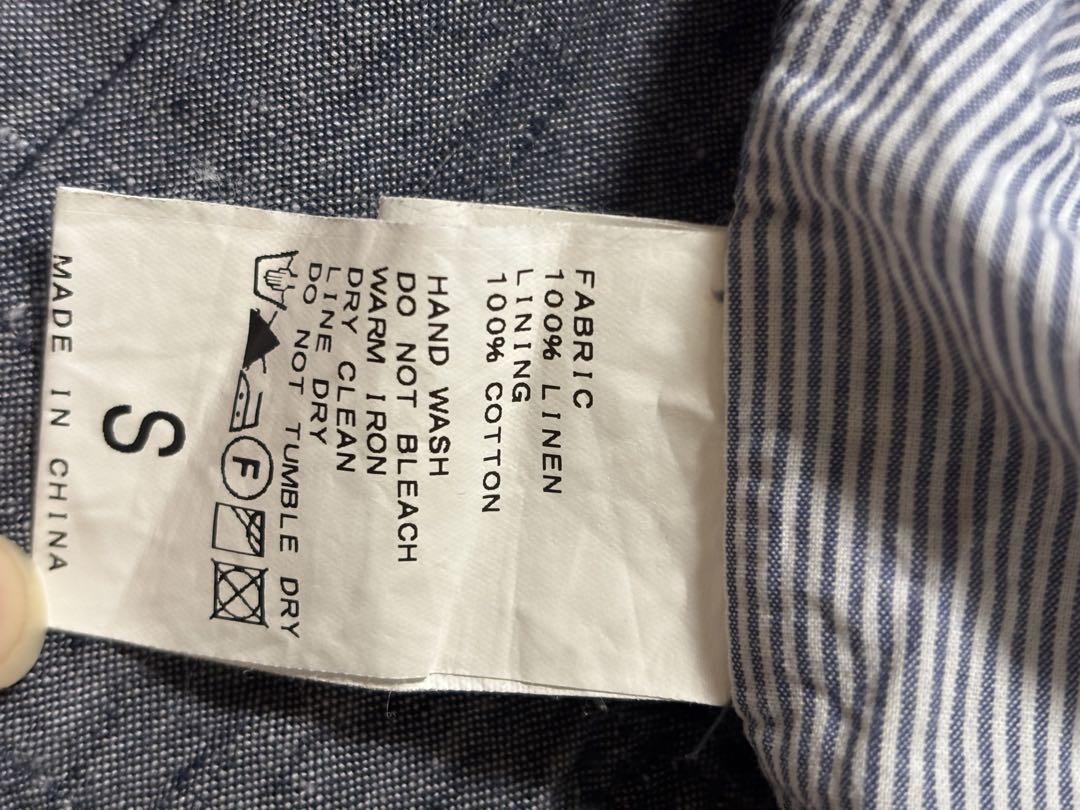 FABRIC
100% LINEN
LINING
100% COTTON
HAND WASH
DO NOT BLEACH
WARM IRON
DRY CLEAN
LINE DRY
DO NOT TUMBLE DRY
F
S
MADE IN CHINA